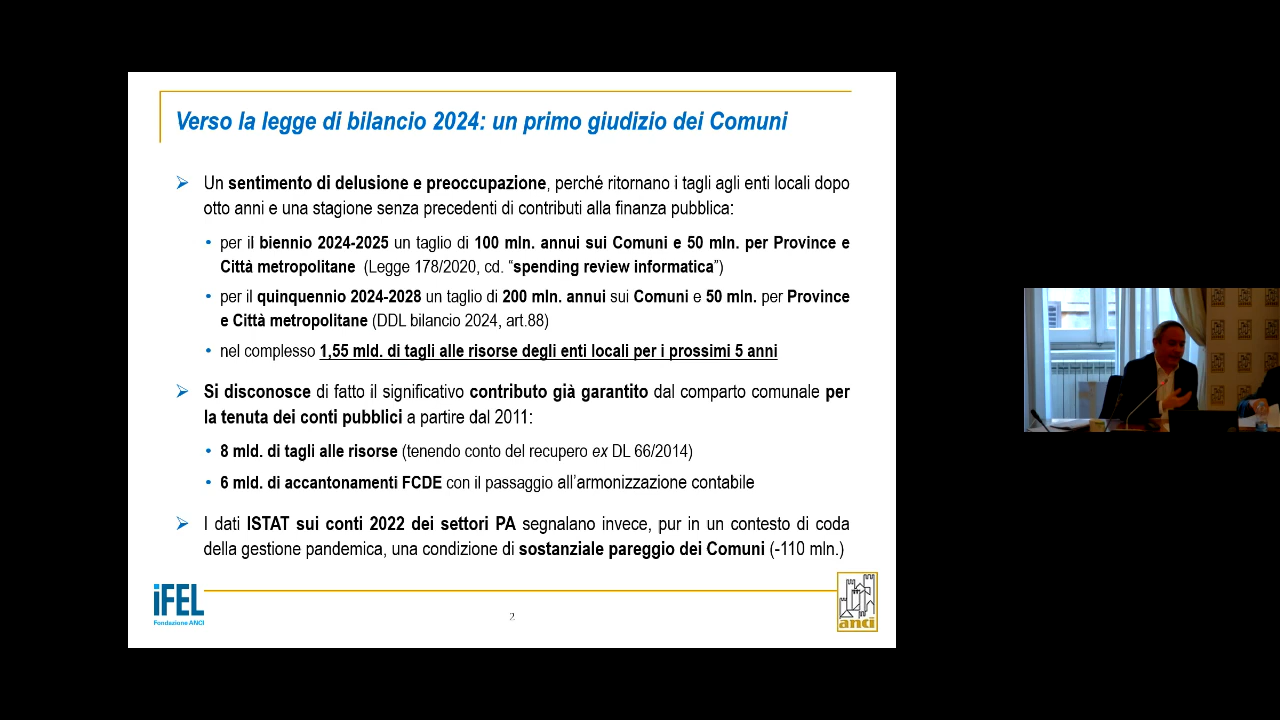 Verso la legge di bilancio 2024: un primo giudizio dei Comuni
Un sentimento di delusione e preoccupazione, perché ritornano i tagli agli enti locali dopo
otto anni e una stagione senza precedenti di contributi alla finanza pubblica:
• per il biennio 2024-2025 un taglio di 100 mln. annui sui Comuni e 50 mln. per Province e
Città metropolitane (Legge 178/2020, cd. “spending review informatica”)
• per il quinquennio 2024-2028 un taglio di 200 mln. annui sui Comuni e 50 mln. per Province
e Città metropolitane (DDL bilancio 2024, art.88)
• nel complesso 1,55 mld. di tagli alle risorse degli enti locali per i prossimi 5 anni
Si disconosce di fatto il significativo contributo già garantito dal comparto comunale per
la tenuta dei conti pubblici a partire dal 2011:
• 8 mld. di tagli alle risorse (tenendo conto del recupero ex DL 66/2014)
• 6 mld. di accantonamenti FCDE con il passaggio all’armonizzazione contabile
I dati ISTAT sui conti 2022 dei settori PA segnalano invece, pur in un contesto di coda
della gestione pandemica, una condizione di sostanziale pareggio dei Comuni (-110 mln.)
iFEL
Fondazione ANCI
2
anci